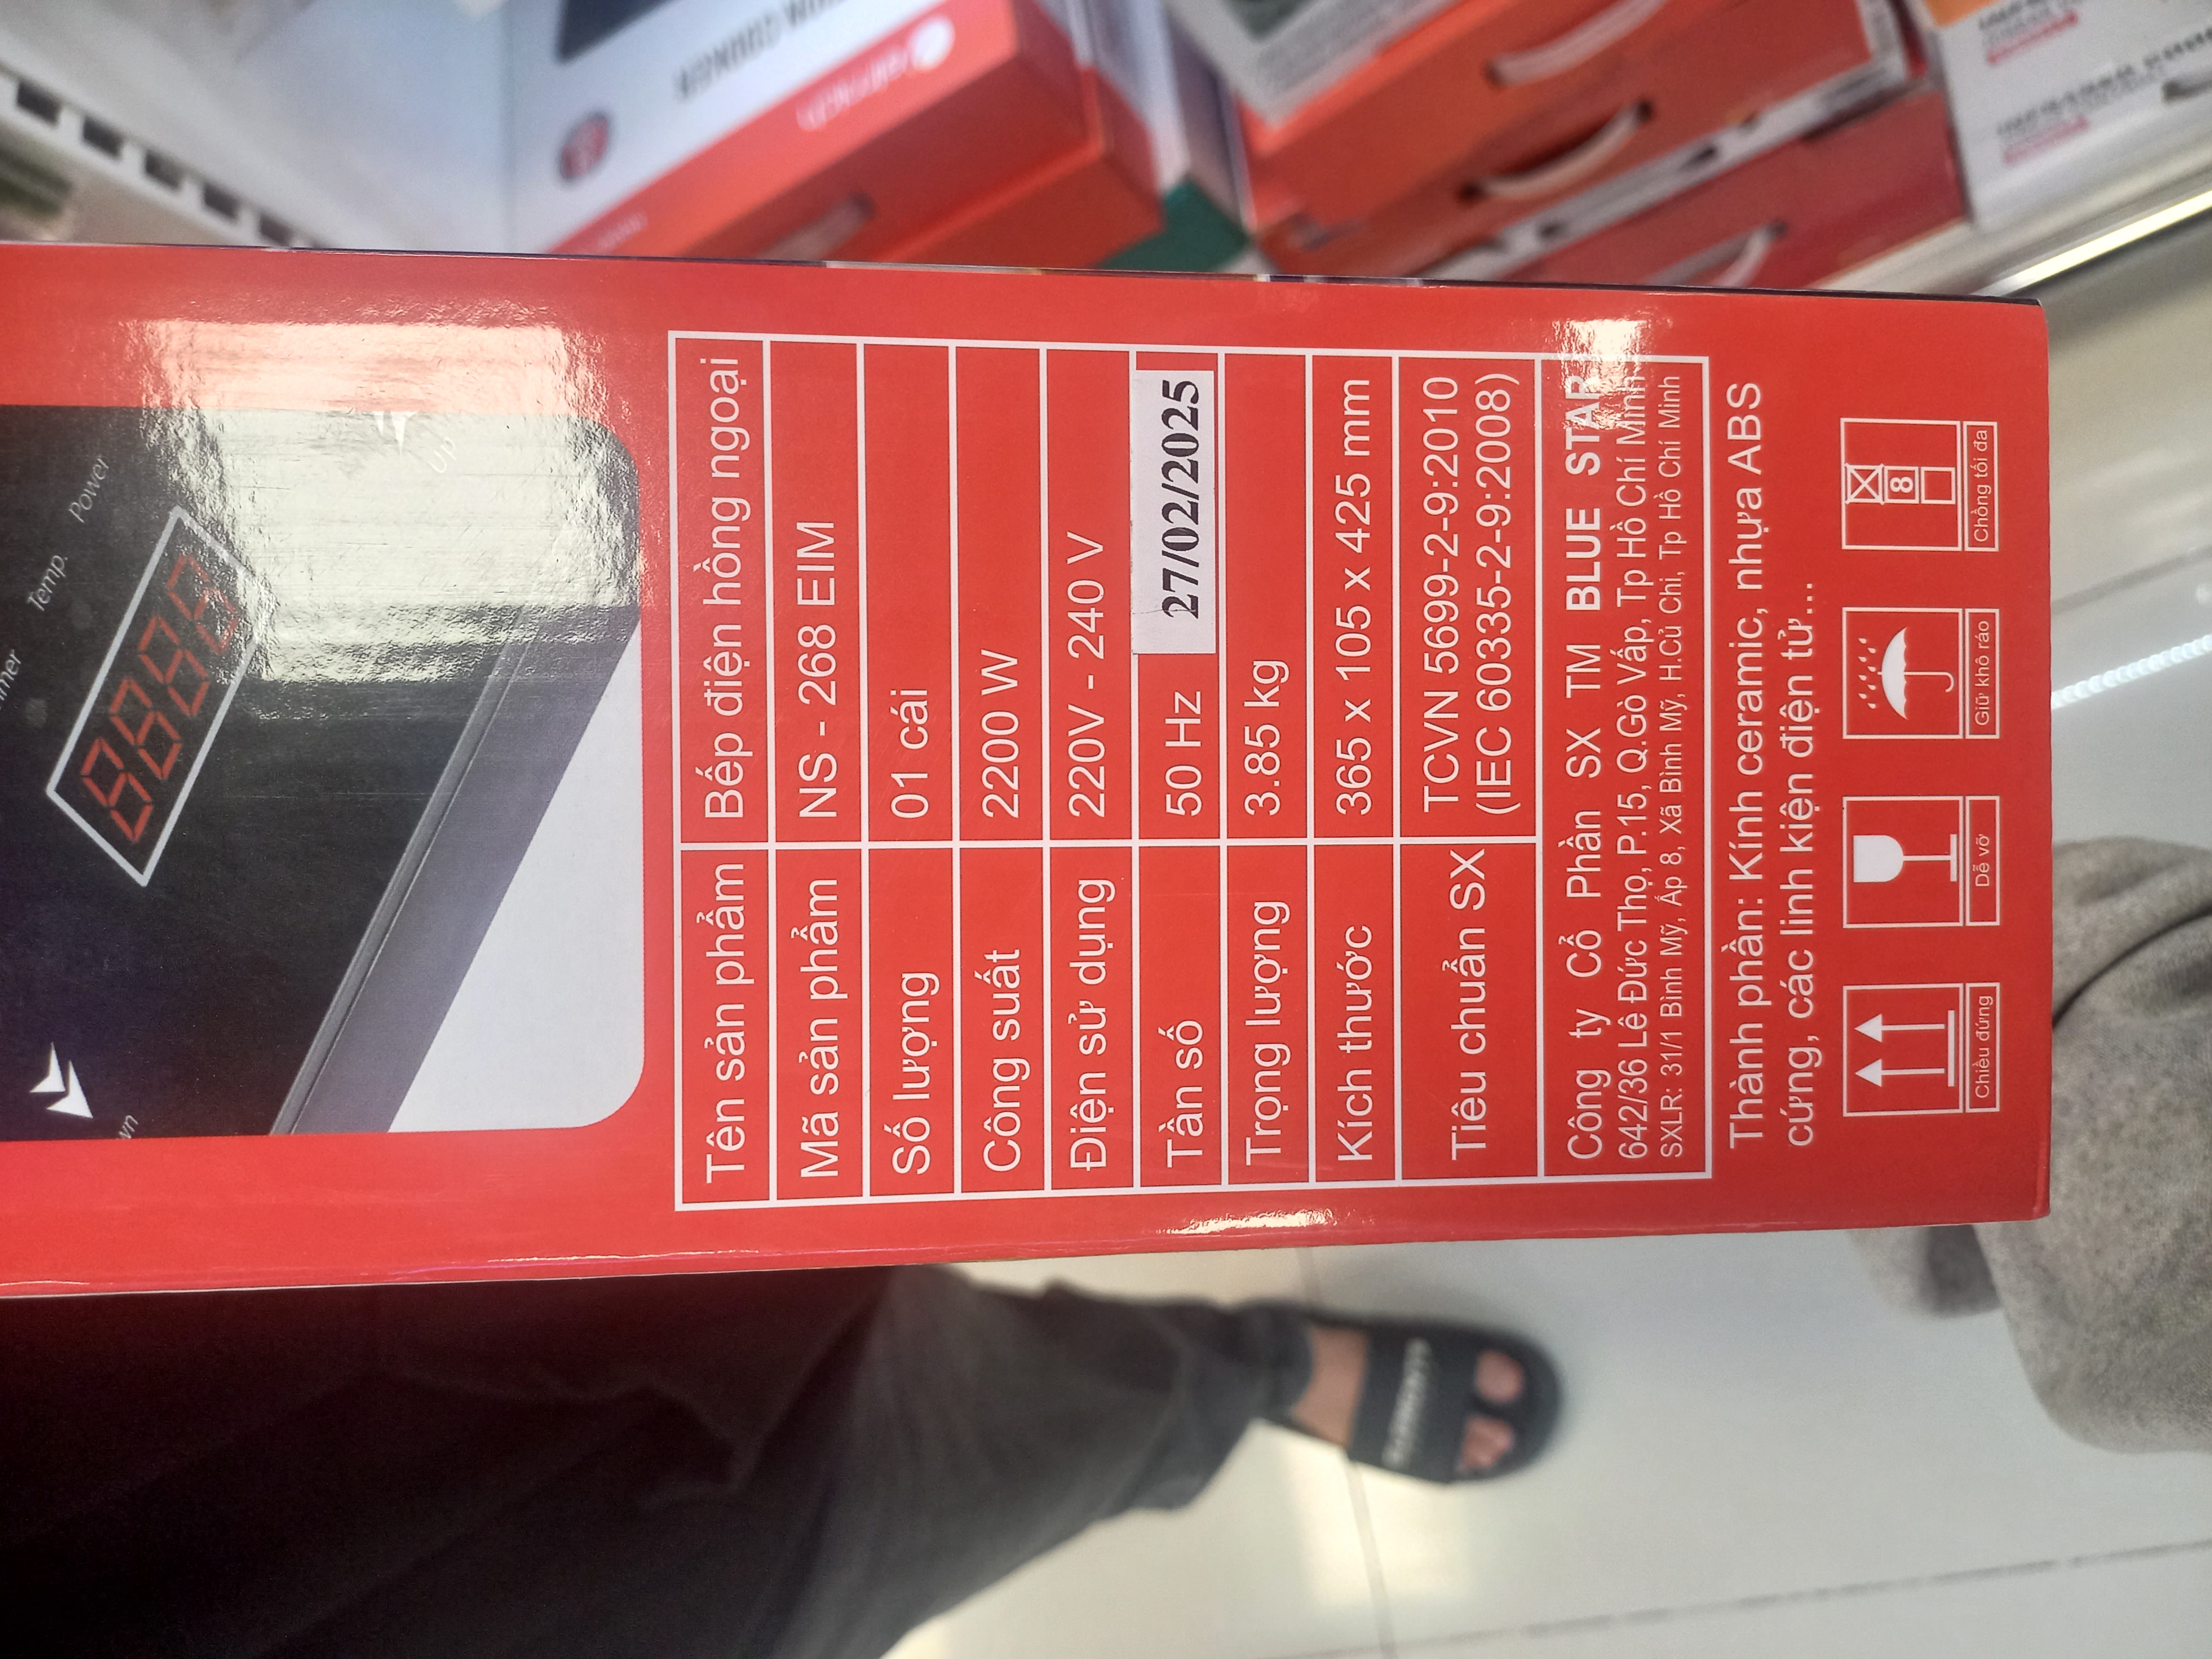 Temp.
Power
Up
Tên sản phẩm Bếp điện hồng ngoại
Mã sản phẩm NS - 268 EIM
Số lượng 01 cái
Công suất 2200 W
Điện sử dụng 220V - 240 V
Tần số 50 Hz 27/02/2025
Trọng lượng 3.85 kg
Kích thước 365 x 105 x 425 mm
Tiêu chuẩn SX TCVN 5699-2-9:2010
(IEC 60335-2-9:2008)
Công ty Cổ Phần SX TM BLUE STAR
642/36 Lê Đức Thọ, P.15, Q.Gò Vấp, Tp Hồ Chí Minh
SXLR: 31/1 Bình Mỹ, Ấp 8, Xã Bình Mỹ, H.Củ Chi, Tp Hồ Chí Minh
Thành phần: Kính ceramic, nhựa ABS
cứng, các linh kiện điện tử...
8
Chiều đứng
Dễ vỡ
Giữ khô ráo
Chồng tối đa